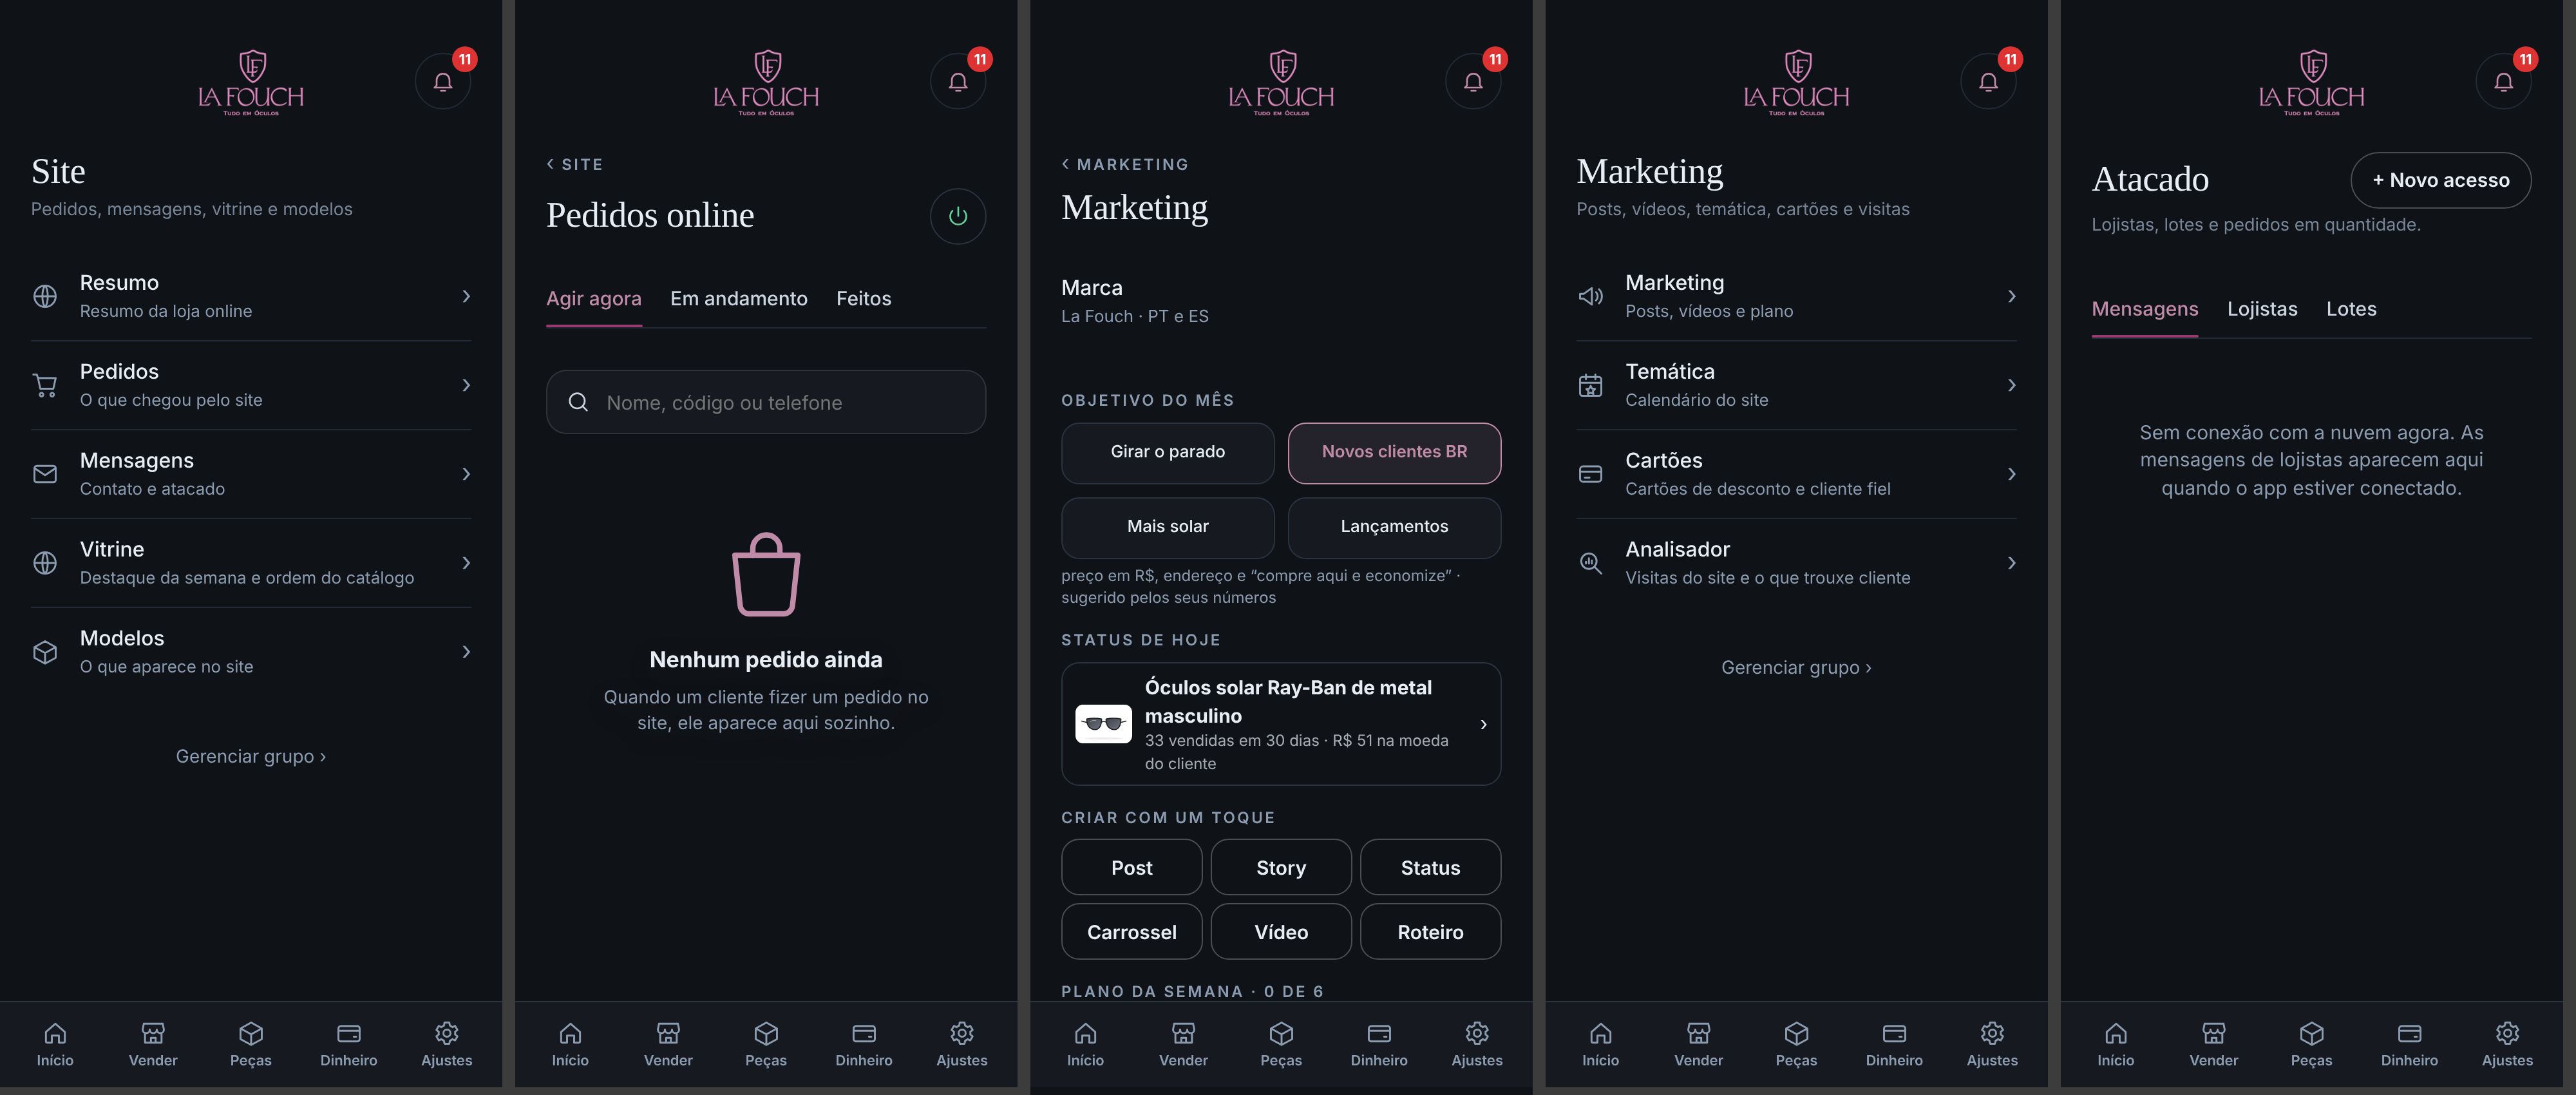 LA FOUCH
TUDO EM ÓCULOS
11
Site
Pedidos, mensagens, vitrine e modelos
Resumo
Resumo da loja online
Pedidos
O que chegou pelo site
Mensagens
Contato e atacado
Vitrine
Destaque da semana e ordem do catálogo
Modelos
O que aparece no site
Gerenciar grupo ›
Início Vender Peças Dinheiro Ajustes
LA FOUCH
TUDO EM ÓCULOS
11
‹ SITE
Pedidos online
Agir agora Em andamento Feitos
Nome, código ou telefone
Nenhum pedido ainda
Quando um cliente fizer um pedido no
site, ele aparece aqui sozinho.
Início Vender Peças Dinheiro Ajustes
LA FOUCH
TUDO EM ÓCULOS
11
‹ MARKETING
Marketing
Marca
La Fouch · PT e ES
OBJETIVO DO MÊS
Girar o parado Novos clientes BR
Mais solar Lançamentos
preço em R$, endereço e “compre aqui e economize” ·
sugerido pelos seus números
STATUS DE HOJE
Óculos solar Ray-Ban de metal
masculino
33 vendidas em 30 dias · R$ 51 na moeda
do cliente
CRIAR COM UM TOQUE
Post Story Status
Carrossel Vídeo Roteiro
PLANO DA SEMANA · 0 DE 6
Início Vender Peças Dinheiro Ajustes
LA FOUCH
TUDO EM ÓCULOS
11
Marketing
Posts, vídeos, temática, cartões e visitas
Marketing
Posts, vídeos e plano
Temática
Calendário do site
Cartões
Cartões de desconto e cliente fiel
Analisador
Visitas do site e o que trouxe cliente
Gerenciar grupo ›
Início Vender Peças Dinheiro Ajustes
LA FOUCH
TUDO EM ÓCULOS
11
Atacado
+ Novo acesso
Lojistas, lotes e pedidos em quantidade.
Mensagens Lojistas Lotes
Sem conexão com a nuvem agora. As
mensagens de lojistas aparecem aqui
quando o app estiver conectado.
Início Vender Peças Dinheiro Ajustes